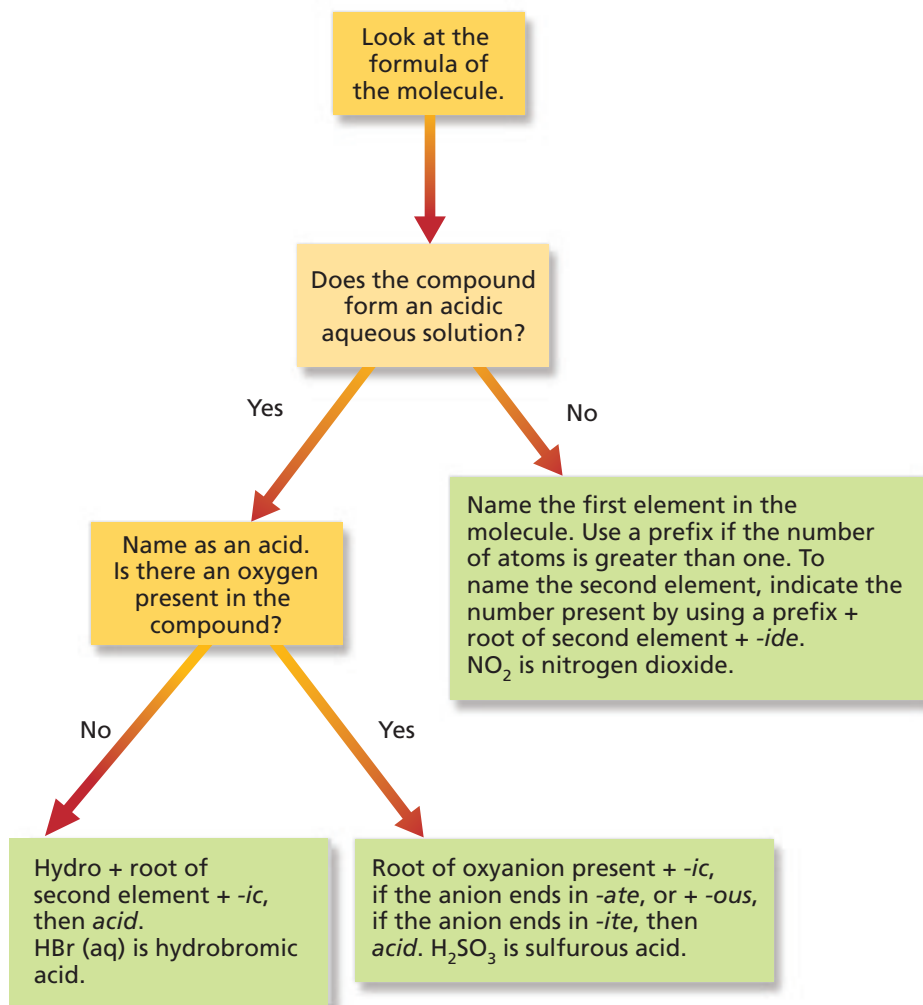 Look at the
formula of
the molecule.
Does the compound
form an acidic
aqueous solution?
Yes
No
Name the first element in the
molecule. Use a prefix if the number
of atoms is greater than one. To
name the second element, indicate the
number present by using a prefix +
root of second element + -ide.
NO₂ is nitrogen dioxide.
Name as an acid.
Is there an oxygen
present in the
compound?
No
Yes
Hydro + root of
second element + -ic,
then acid.
HBr (aq) is hydrobromic
acid.
Root of oxyanion present + -ic,
if the anion ends in -ate, or + -ous,
if the anion ends in -ite, then
acid. H₂SO₃ is sulfurous acid.